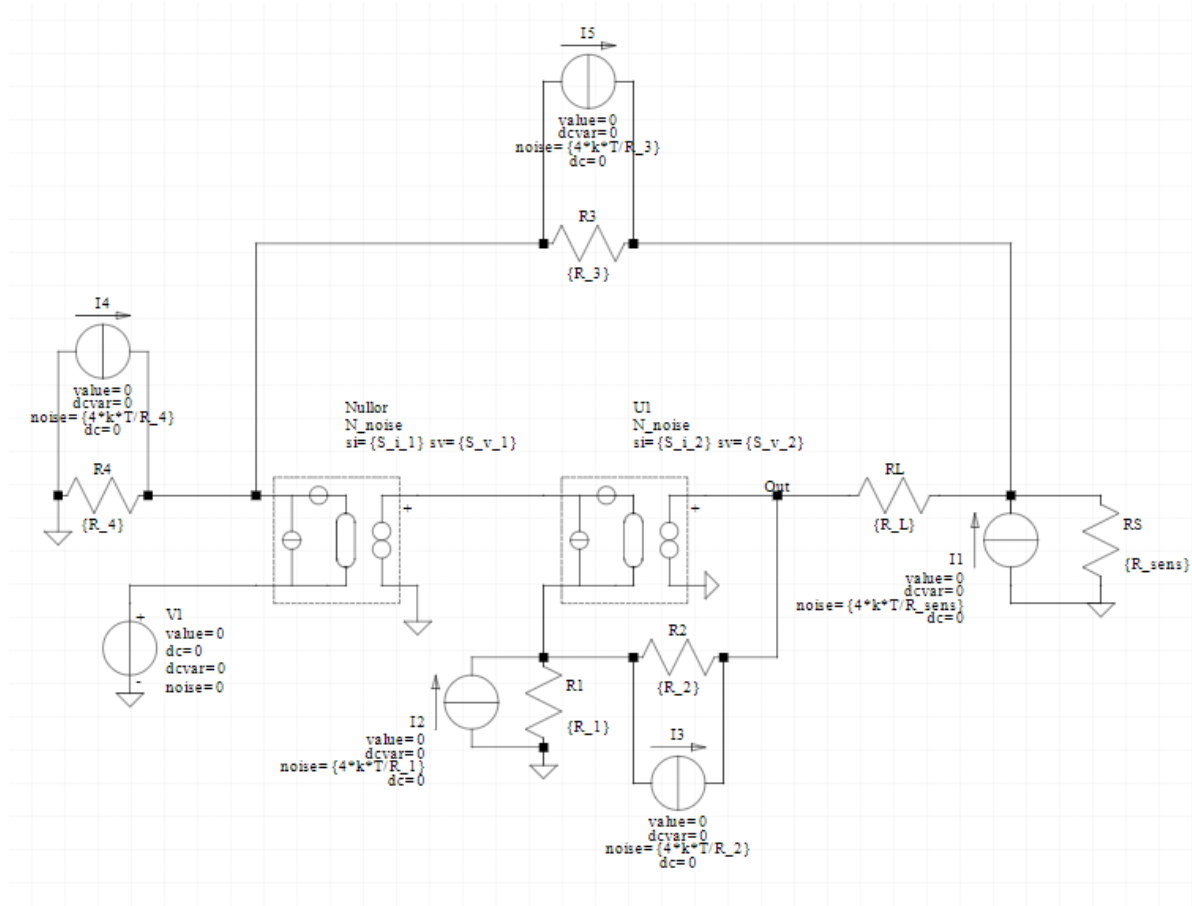 I5
value=0
dcvar=0
noise={4*k*T/R_3}
dc=0
R3
{R_3}
I4
value=0
dcvar=0
noise={4*k*T/R_4}
dc=0
R4
{R_4}
Nullor
N_noise
si={S_i_1} sv={S_v_1}
U1
N_noise
si={S_i_2} sv={S_v_2}
+
+
Out
RL
{R_L}
RS
{R_sens}
I1
value=0
dcvar=0
noise={4*k*T/R_sens}
dc=0
+
V1
value=0
dc=0
dcvar=0
noise=0
-
R2
{R_2}
R1
{R_1}
I2
value=0
dcvar=0
noise={4*k*T/R_1}
dc=0
I3
value=0
dcvar=0
noise={4*k*T/R_2}
dc=0